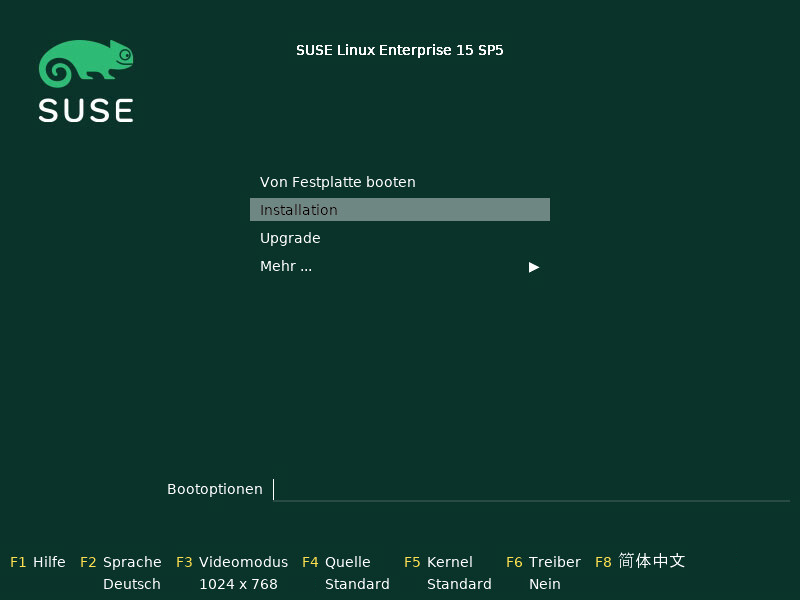 SUSE
SUSE Linux Enterprise 15 SP5
Von Festplatte booten
Installation
Upgrade
Mehr ...
Bootoptionen
F1 Hilfe F2 Sprache F3 Videomodus F4 Quelle F5 Kernel F6 Treiber F8 简体中文
Deutsch 1024 x 768 Standard Standard Nein